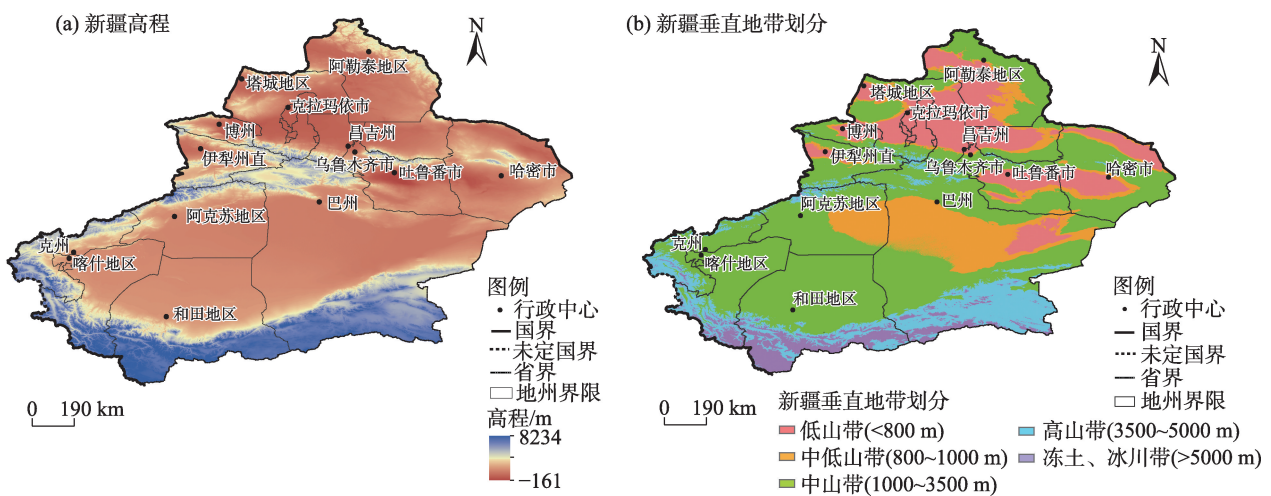 (a) 新疆高程
N
阿勒泰地区
塔城地区
克拉玛依市
博州
昌吉州
伊犁州直
乌鲁木齐市
吐鲁番市
哈密市
巴州
阿克苏地区
克州
喀什地区
和田地区
图例
行政中心
国界
未定国界
省界
地州界限
高程/m
8234
−161
0 190 km
(b) 新疆垂直地带划分
N
阿勒泰地区
塔城地区
克拉玛依市
博州
昌吉州
伊犁州直
乌鲁木齐市
吐鲁番市
哈密市
巴州
阿克苏地区
克州
喀什地区
和田地区
图例
行政中心
国界
未定国界
省界
地州界限
0 190 km
新疆垂直地带划分
低山带(<800 m)
中低山带(800~1000 m)
中山带(1000~3500 m)
高山带(3500~5000 m)
冻土、冰川带(>5000 m)